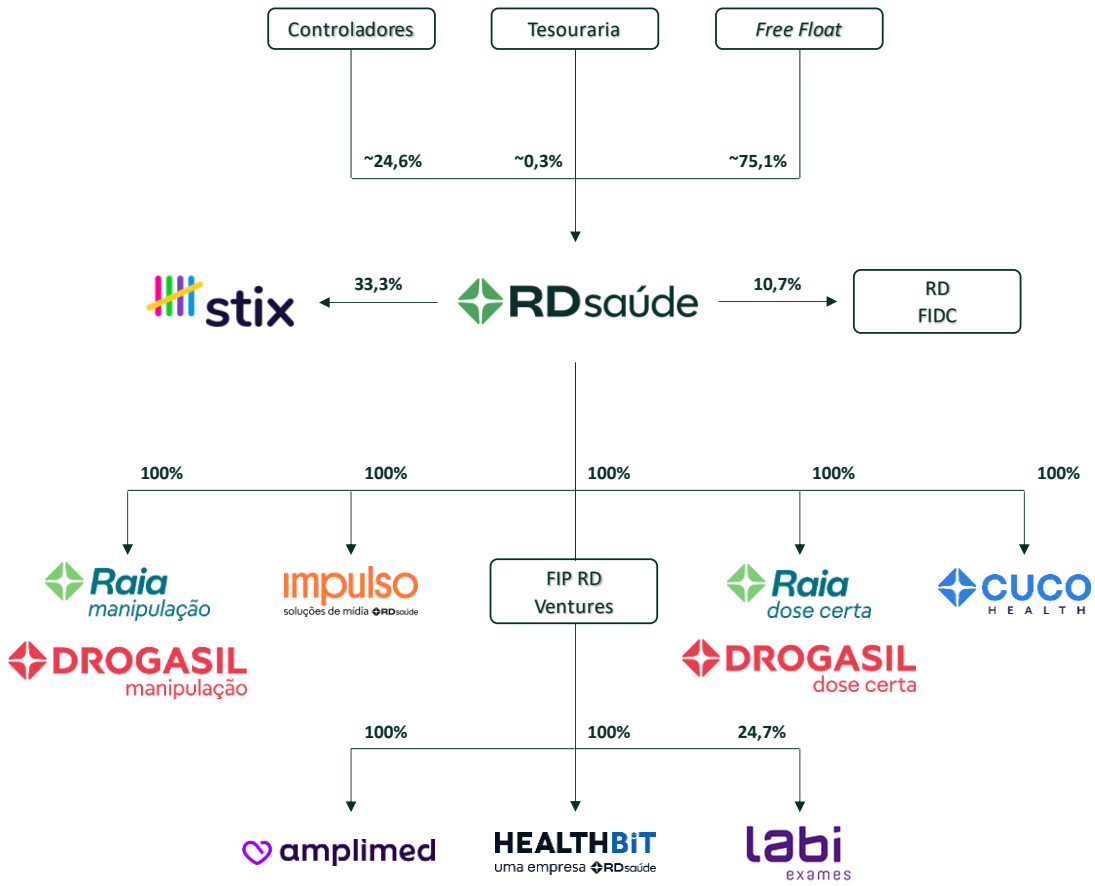 Controladores
Tesouraria
Free Float
~24,6%
~0,3%
~75,1%
stix
33,3%
RDsaúde
10,7%
RD
FIDC
100%
100%
100%
100%
100%
Raia
manipulação
DROGASIL
manipulação
impulso
soluções de mídia RDsaúde
FIP RD
Ventures
Raia
dose certa
DROGASIL
dose certa
CUCO
HEALTH
100%
100%
24,7%
amplimed
HEALTHBiT
uma empresa RDsaúde
labi
exames